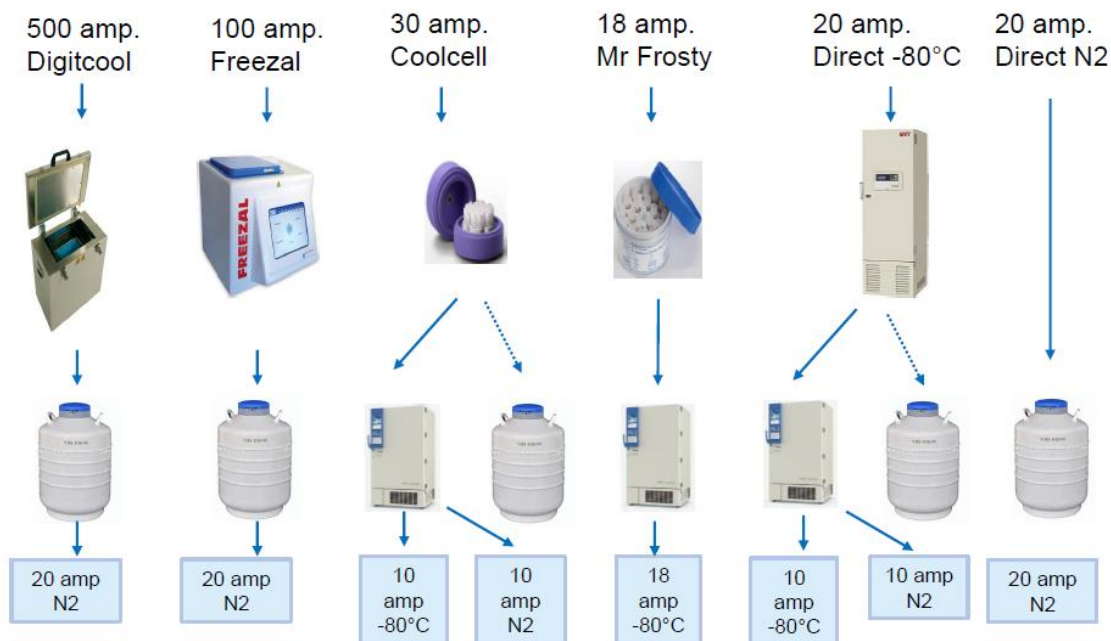 500 amp.
Digitcool
100 amp.
Freezal
30 amp.
Coolcell
18 amp.
Mr Frosty
20 amp.
Direct -80°C
20 amp.
Direct N2
FREEZAL
20 amp
N2
20 amp
N2
10
amp
-80°C
10
amp
N2
18
amp
-80°C
10
amp
-80°C
10 amp
N2
20 amp
N2